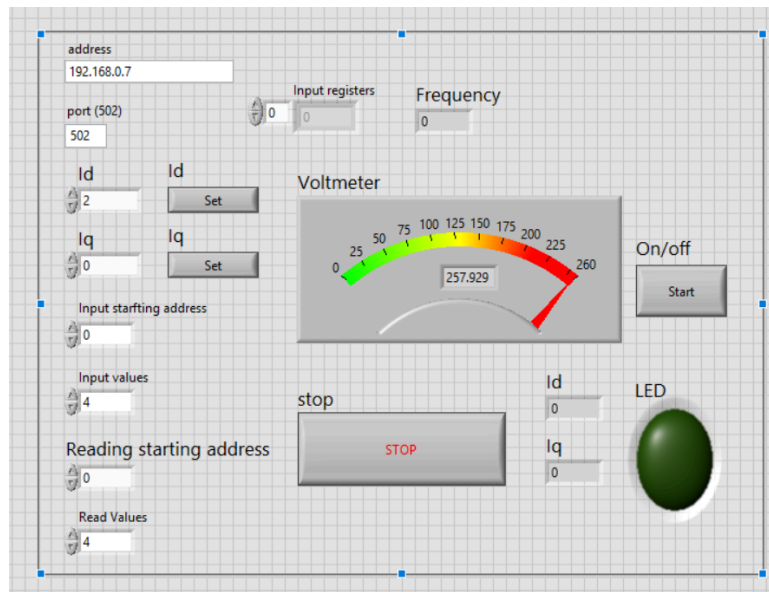 address
192.168.0.7
port (502)
502
Input registers
0
0
Frequency
0
Id
2
Id
Set
Iq
0
Iq
Set
Voltmeter
0 25 50 75 100 125 150 175 200 225 260
257.929
On/off
Start
Input starfting address
0
Input values
4
Reading starting address
0
Read Values
4
stop
STOP
Id
0
Iq
0
LED